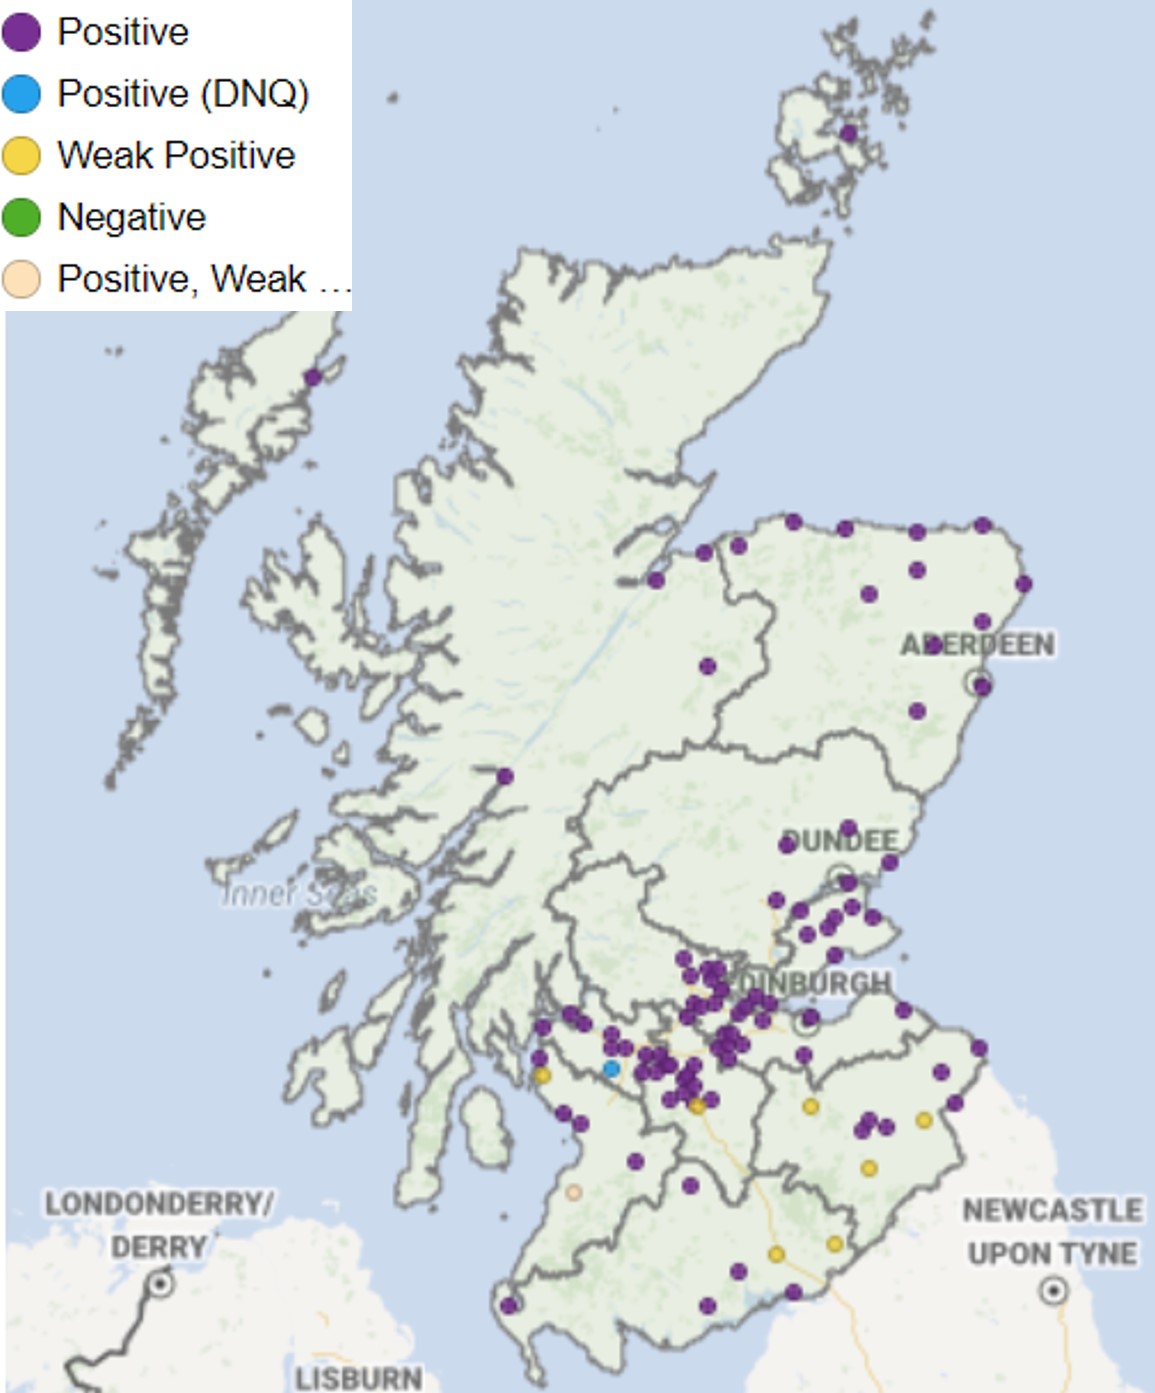 Positive
Positive (DNQ)
Weak Positive
Negative
Positive, Weak ...
ABERDEEN
DUNDEE
Inner Seas
EDINBURGH
LONDONDERRY/
DERRY
NEWCASTLE
UPON TYNE
LISBURN